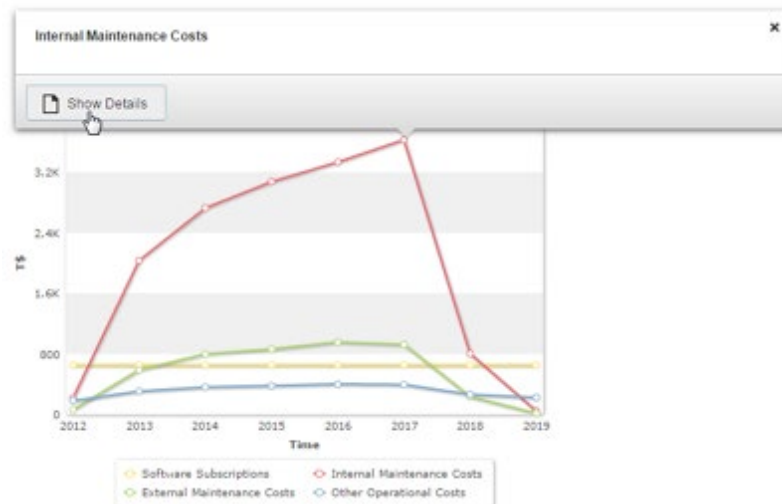 Internal Maintenance Costs
×
Show Details
3.2K
2.4K
1.6K
800
0
T$
2012 2013 2014 2015 2016 2017 2018 2019
Time
Software Subscriptions Internal Maintenance Costs
External Maintenance Costs Other Operational Costs